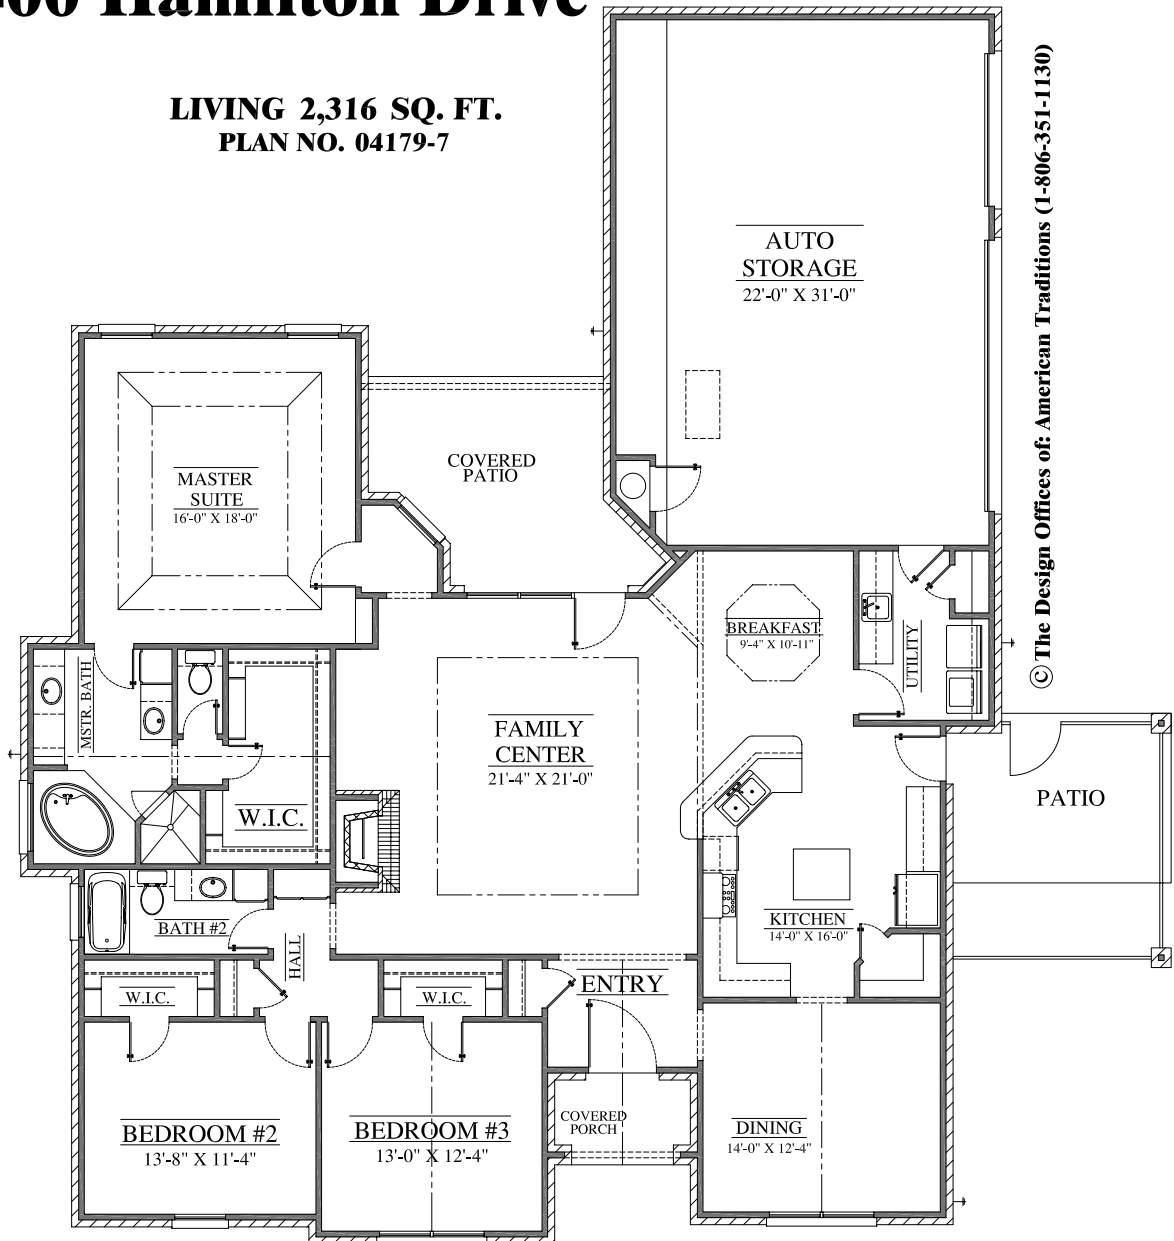 Hamilton Drive
LIVING 2,316 SQ. FT.
PLAN NO. 04179-7
AUTO
STORAGE
22'-0" X 31'-0"
© The Design Offices of: American Traditions (1-806-351-1130)
COVERED
PATIO
MASTER
SUITE
16'-0" X 18'-0"
BREAKFAST
9'-4" X 10'-11"
UTILITY
MSTR. BATH
FAMILY
CENTER
21'-4" X 21'-0"
W.I.C.
PATIO
KITCHEN
14'-0" X 16'-0"
BATH #2
HALL
W.I.C.
W.I.C.
ENTRY
COVERED
PORCH
BEDROOM #2
13'-8" X 11'-4"
BEDROOM #3
13'-0" X 12'-4"
DINING
14'-0" X 12'-4"